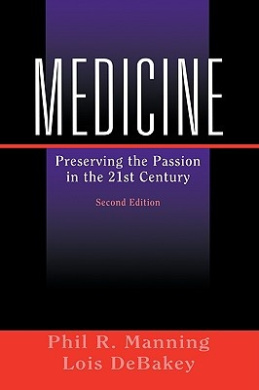 MEDICINE
Preserving the Passion
in the 21st Century
Second Edition
Phil R. Manning
Lois DeBakey